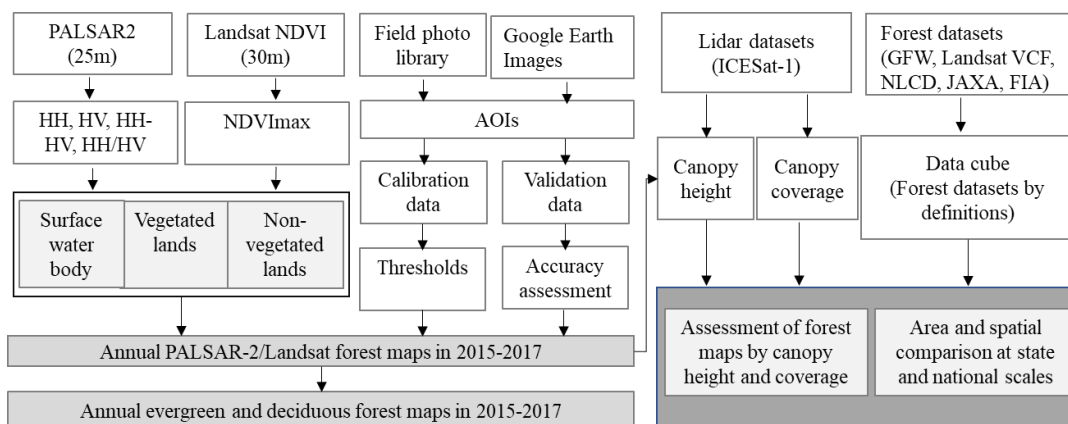 PALSAR2
(25m)
Landsat NDVI
(30m)
Field photo
library
Google Earth
Images
Lidar datasets
(ICESat-1)
Forest datasets
(GFW, Landsat VCF,
NLCD, JAXA, FIA)
HH, HV, HH-
HV, HH/HV
NDVImax
AOIs
Canopy
height
Canopy
coverage
Data cube
(Forest datasets by
definitions)
Calibration
data
Validation
data
Surface
water
body
Vegetated
lands
Non-
vegetated
lands
Thresholds
Accuracy
assessment
Annual PALSAR-2/Landsat forest maps in 2015-2017
Annual evergreen and deciduous forest maps in 2015-2017
Assessment of forest
maps by canopy
height and coverage
Area and spatial
comparison at state
and national scales